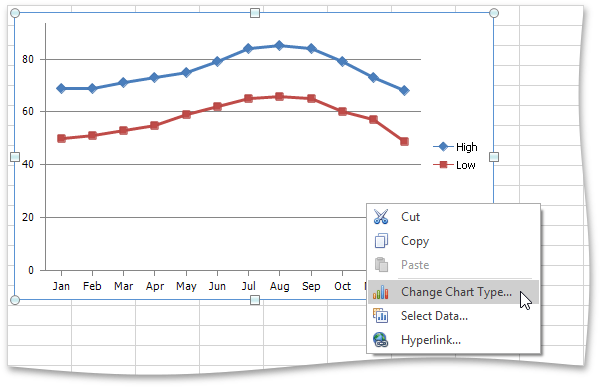 80
60
40
20
0
Jan Feb Mar Apr May Jun Jul Aug Sep Oct
High
Low
Cut
Copy
Paste
Change Chart Type...
Select Data...
Hyperlink...